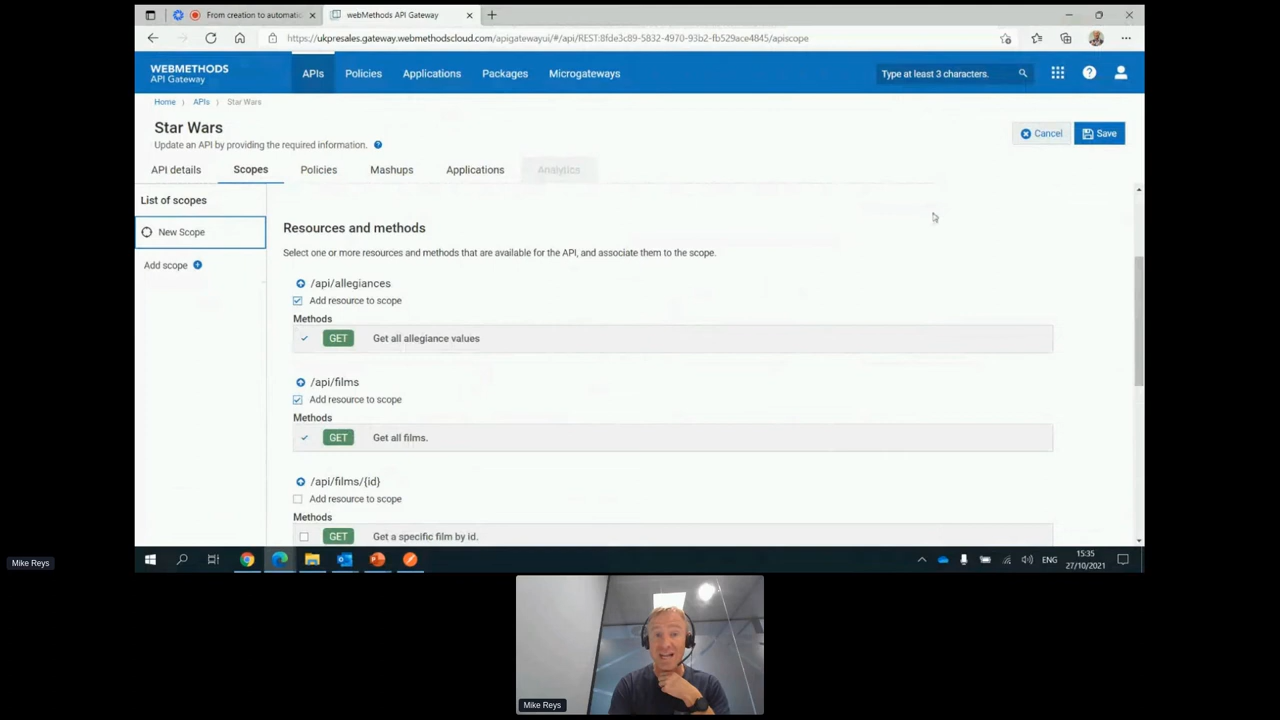 From creation to automatic
webMethods API Gateway
https://ukpresales.gateway.webmethodscloud.com/apigatewayui/#/api/REST:8fde3c89-5832-4970-93b2-fb529ace4845/apiscope
WEBMETHODS
API Gateway
APIs
Policies
Applications
Packages
Microgateways
Type at least 3 characters.
Home
APIs
Star Wars
Star Wars
Update an API by providing the required information.
Cancel
Save
API details
Scopes
Policies
Mashups
Applications
Analytics
List of scopes
New Scope
Add scope
Resources and methods
Select one or more resources and methods that are available for the API, and associate them to the scope.
/api/allegiances
Add resource to scope
Methods
GET Get all allegiance values
/api/films
Add resource to scope
Methods
GET Get all films.
/api/films/{id}
Add resource to scope
Methods
GET Get a specific film by id.
ENG
15:35
27/10/2021
Mike Reys
Mike Reys